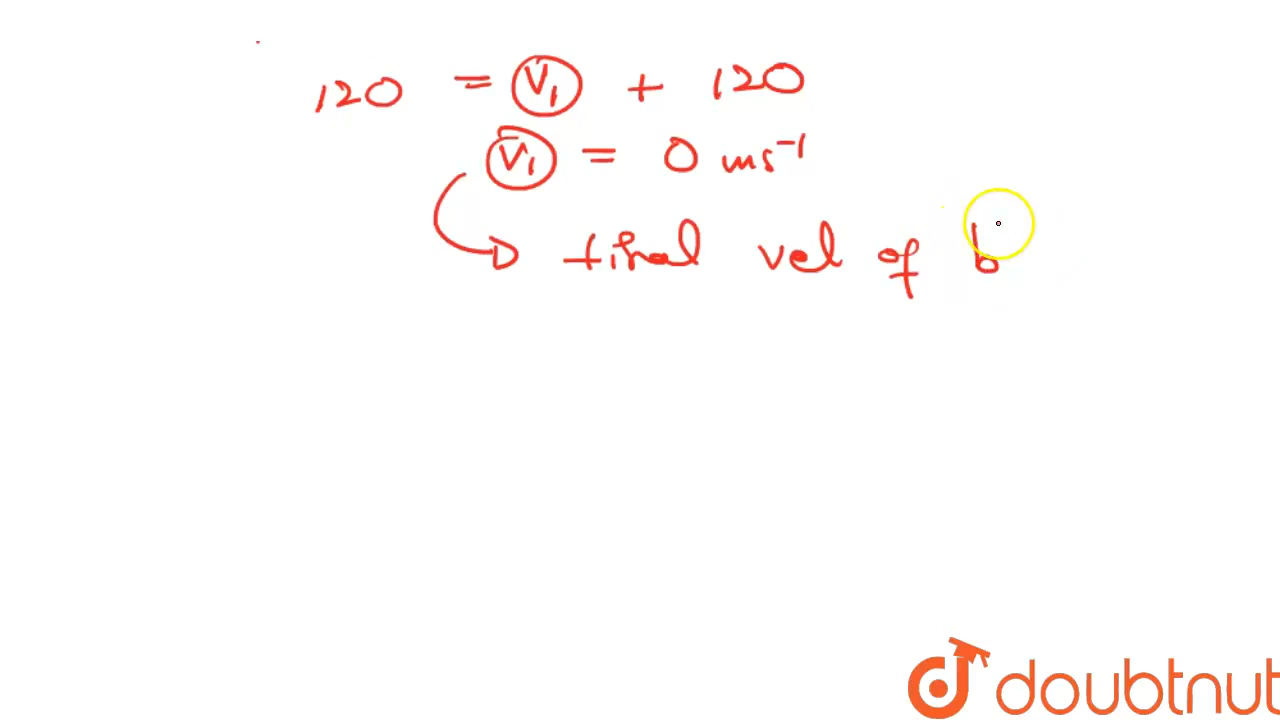 120 = V₁ + 120
V₁ = 0 ms⁻¹
final vel of b
doubtnut